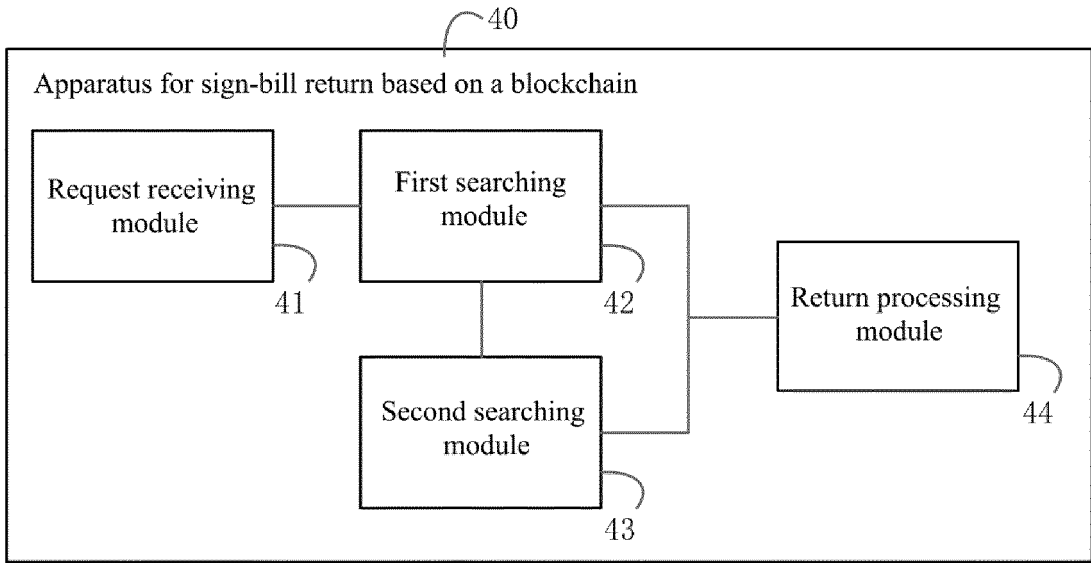 40
Apparatus for sign-bill return based on a blockchain
Request receiving
module
41
First searching
module
42
Second searching
module
43
Return processing
module
44